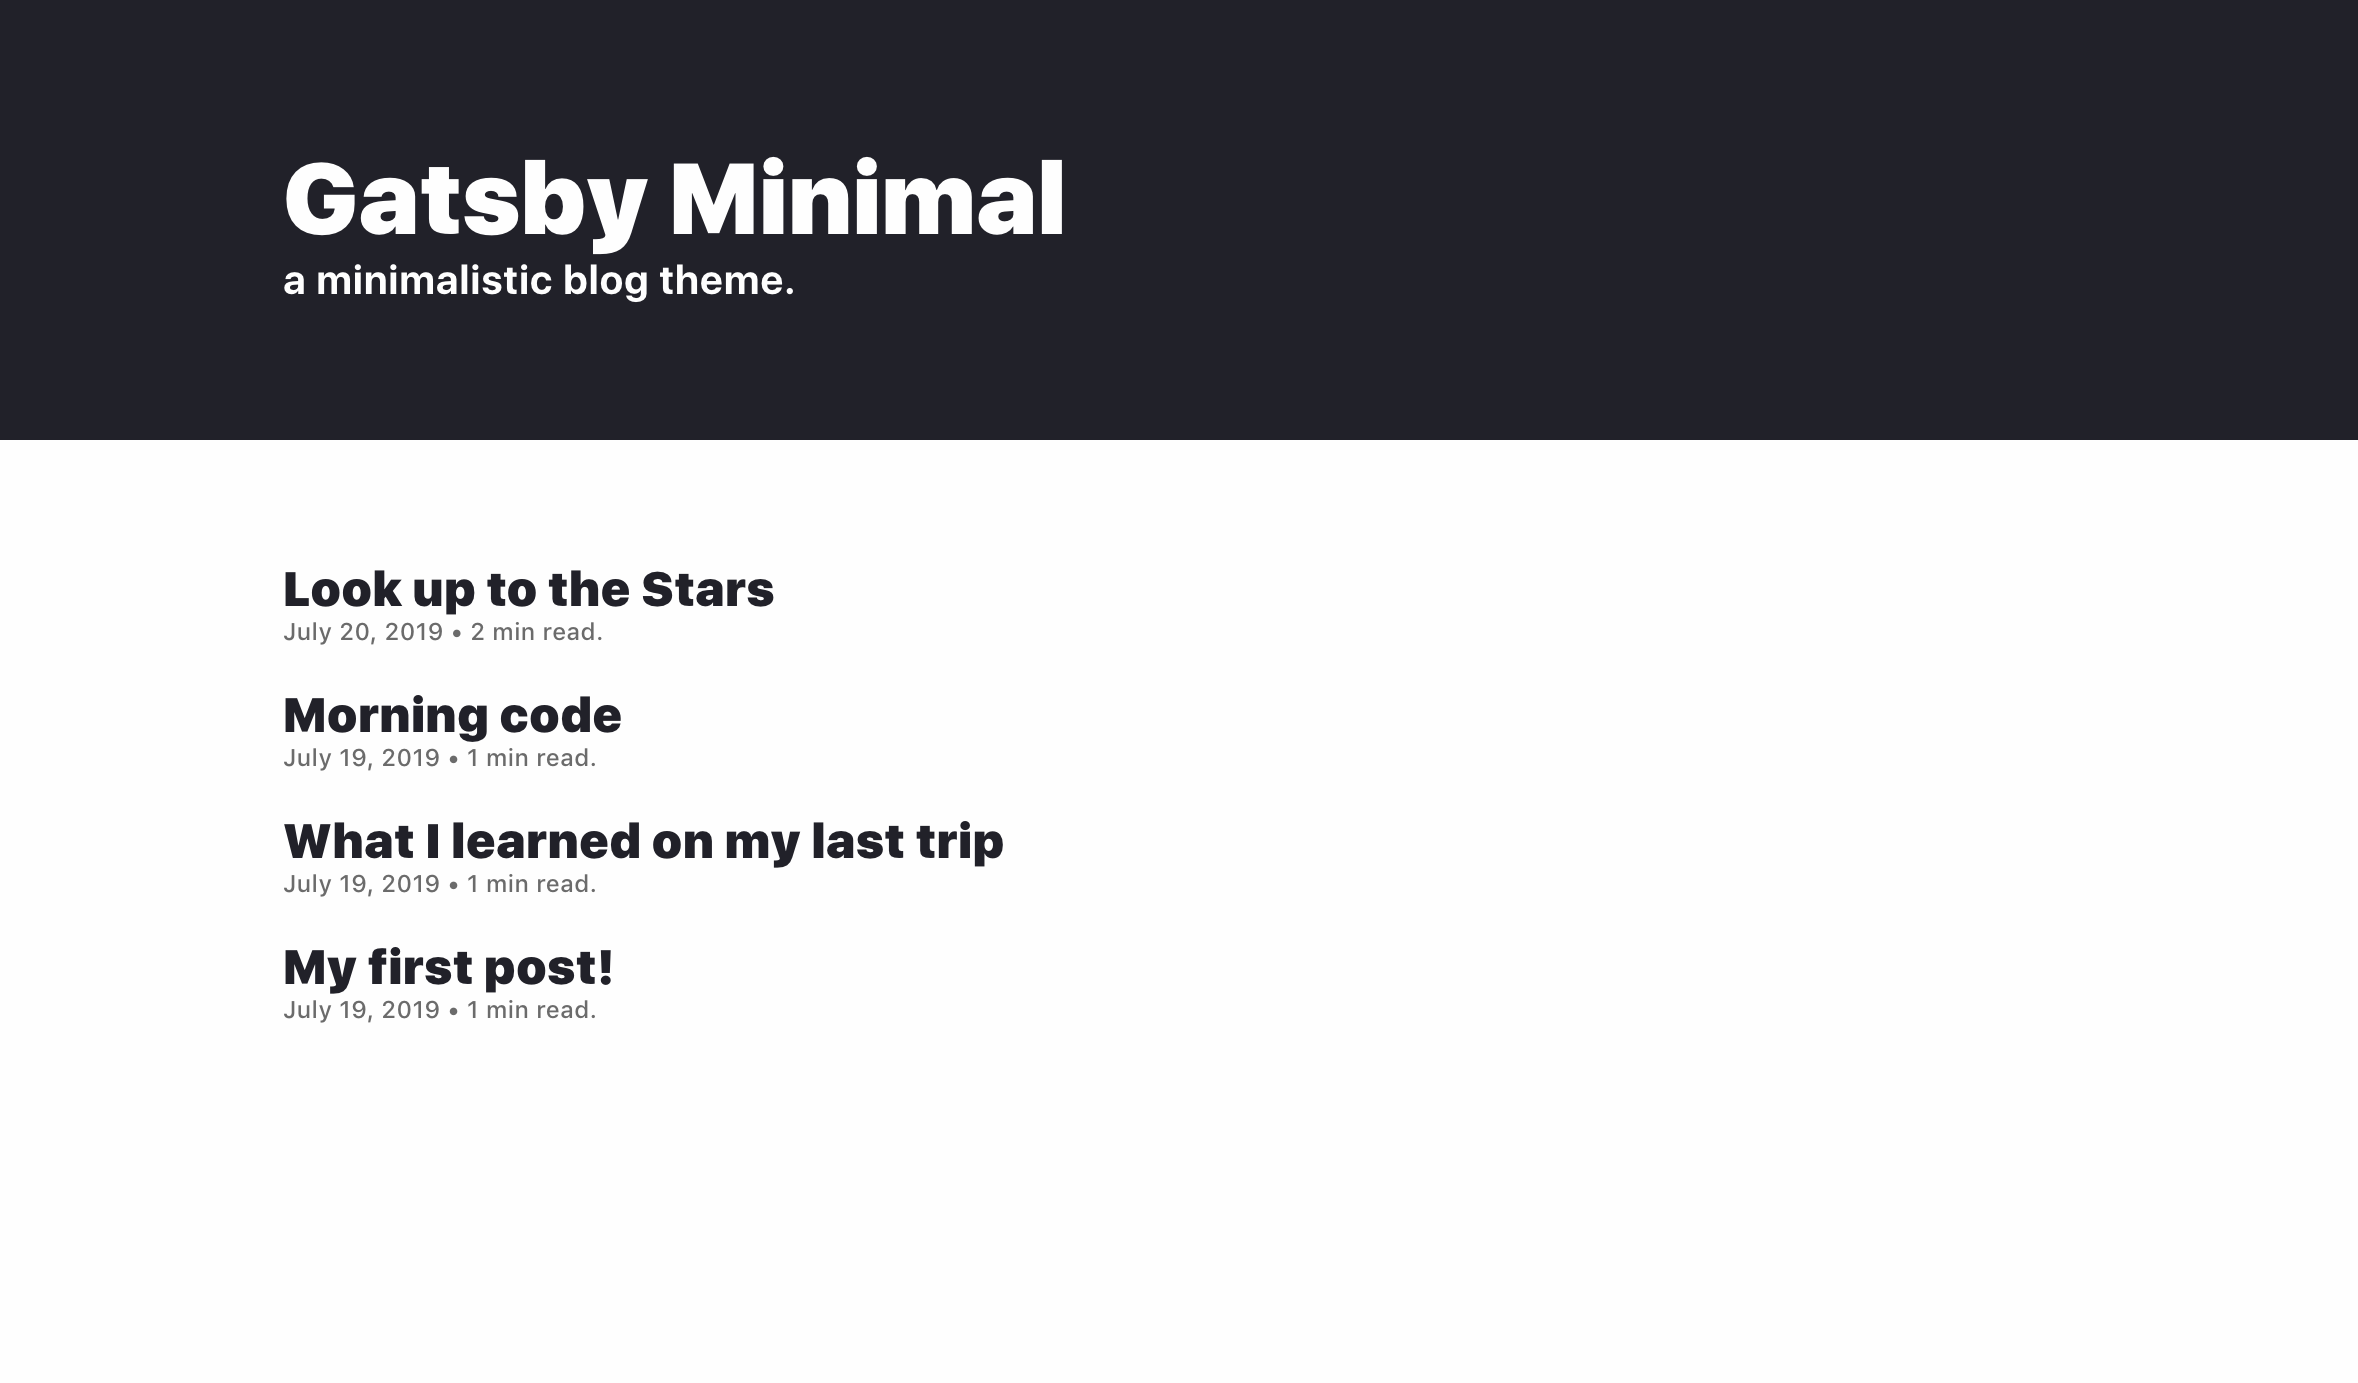 Gatsby Minimal
a minimalistic blog theme.
Look up to the Stars
July 20, 2019 • 2 min read.
Morning code
July 19, 2019 • 1 min read.
What I learned on my last trip
July 19, 2019 • 1 min read.
My first post!
July 19, 2019 • 1 min read.